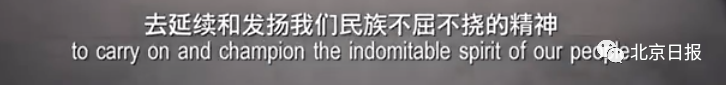 去延续和发扬我们民族不屈不挠的精神
to carry on and champion the indomitable spirit of our people
北京日报